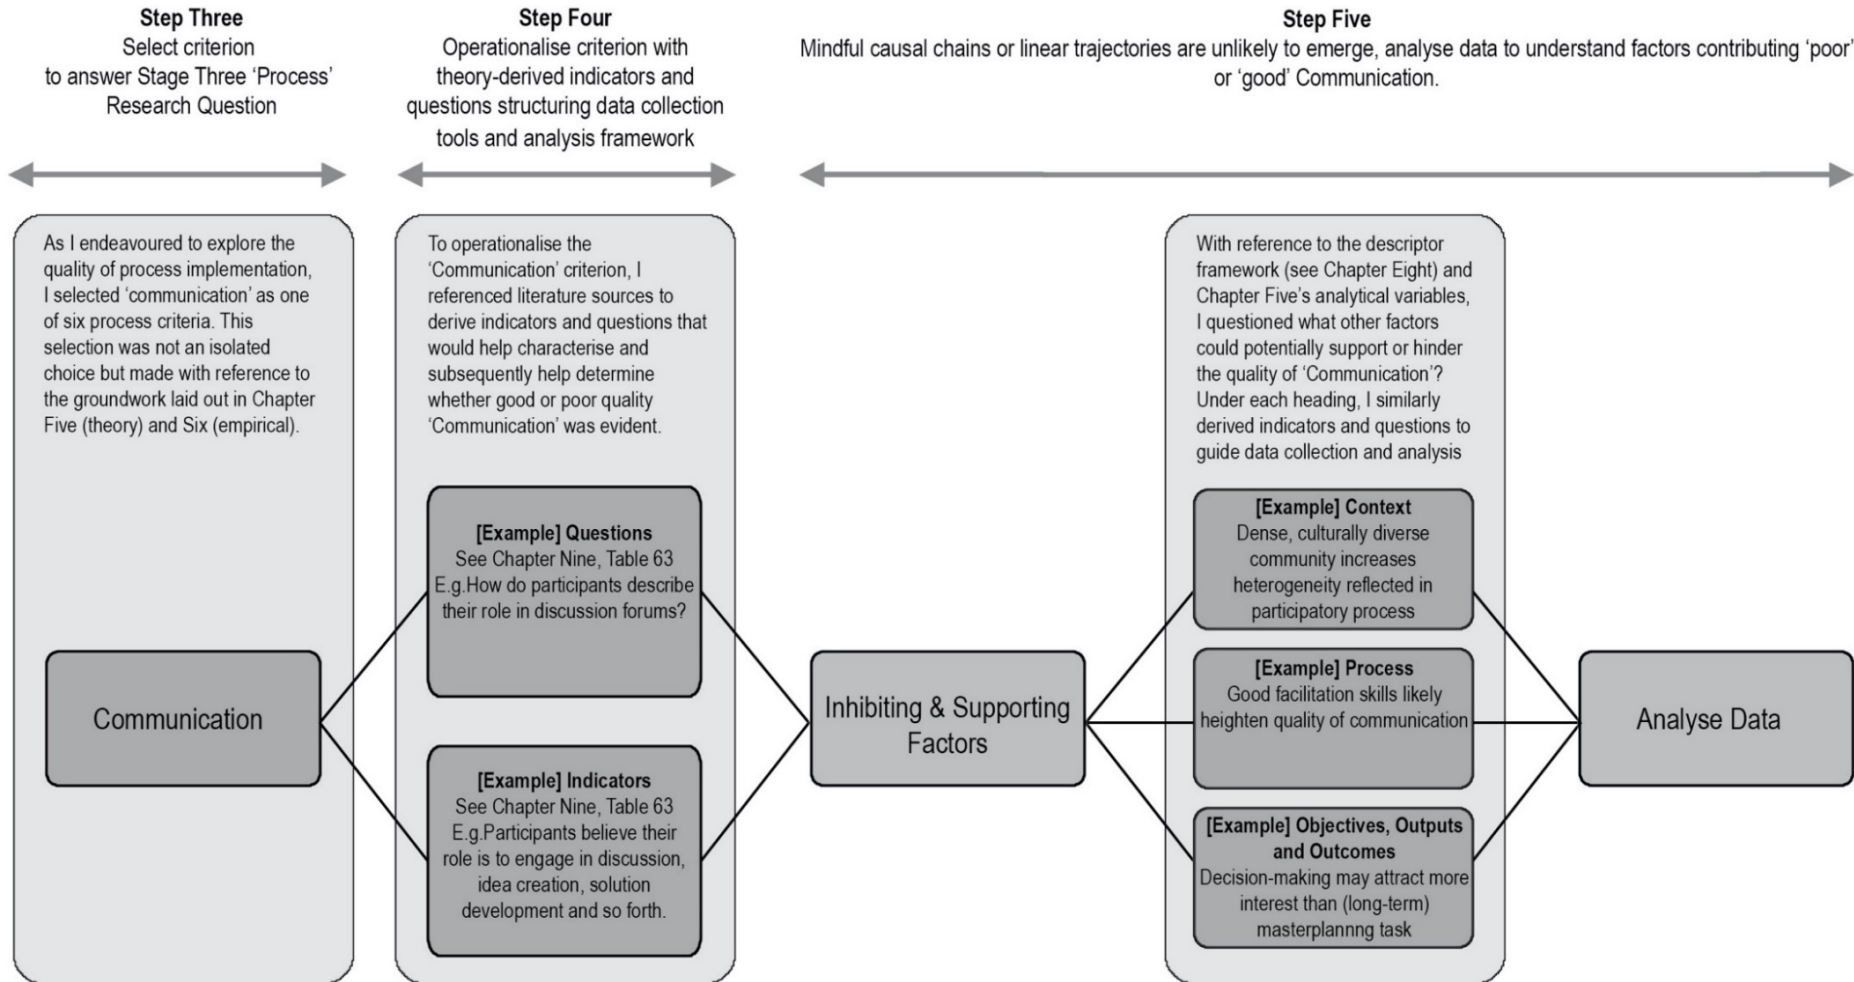 Step Three
Select criterion
to answer Stage Three ‘Process’
Research Question
Step Four
Operationalise criterion with
theory-derived indicators and
questions structuring data collection
tools and analysis framework
Step Five
Mindful causal chains or linear trajectories are unlikely to emerge, analyse data to understand factors contributing ‘poor’
or ‘good’ Communication.
As I endeavoured to explore the
quality of process implementation,
I selected ‘communication’ as one
of six process criteria. This
selection was not an isolated
choice but made with reference to
the groundwork laid out in Chapter
Five (theory) and Six (empirical).
Communication
To operationalise the
‘Communication’ criterion, I
referenced literature sources to
derive indicators and questions that
would help characterise and
subsequently help determine
whether good or poor quality
‘Communication’ was evident.
[Example] Questions
See Chapter Nine, Table 63
E.g.How do participants describe
their role in discussion forums?
[Example] Indicators
See Chapter Nine, Table 63
E.g.Participants believe their
role is to engage in discussion,
idea creation, solution
development and so forth.
Inhibiting & Supporting
Factors
With reference to the descriptor
framework (see Chapter Eight) and
Chapter Five’s analytical variables,
I questioned what other factors
could potentially support or hinder
the quality of ‘Communication’?
Under each heading, I similarly
derived indicators and questions to
guide data collection and analysis
[Example] Context
Dense, culturally diverse
community increases
heterogeneity reflected in
participatory process
[Example] Process
Good facilitation skills likely
heighten quality of communication
[Example] Objectives, Outputs
and Outcomes
Decision-making may attract more
interest than (long-term)
masterplannng task
Analyse Data